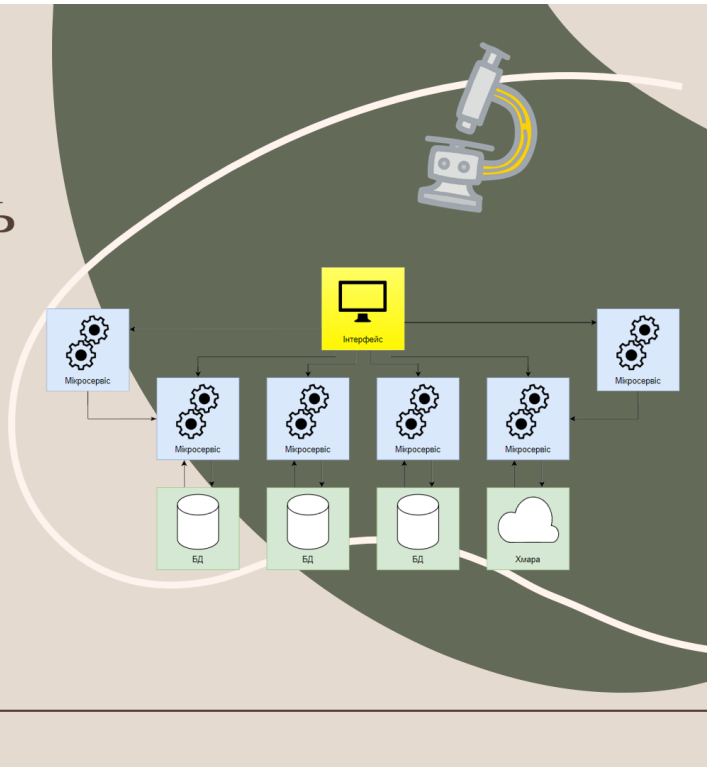 Ь
Інтерфейс
Мікросервіс
Мікросервіс
Мікросервіс
Мікросервіс
Мікросервіс
Мікросервіс
БД
БД
БД
Хмара